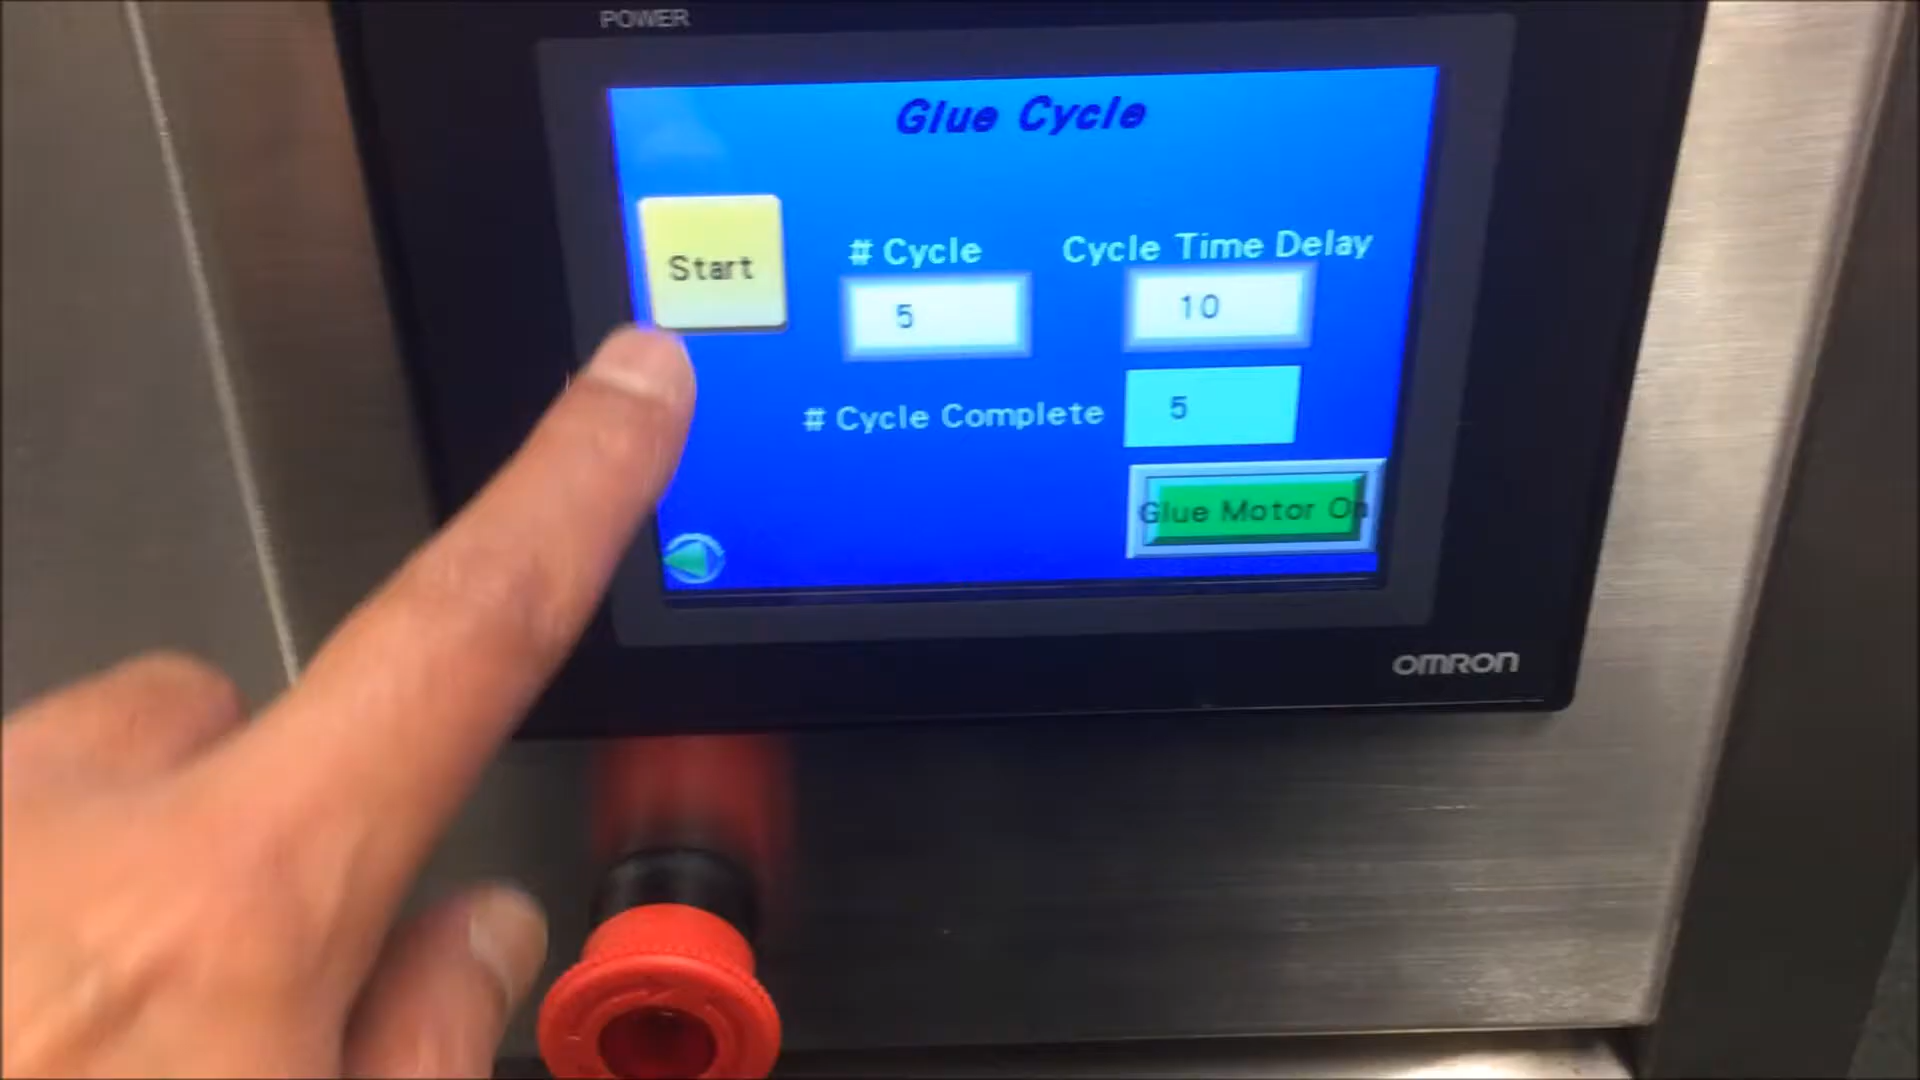 POWER
Glue Cycle
Start
# Cycle
Cycle Time Delay
5
10
# Cycle Complete
5
Glue Motor On
OMRON